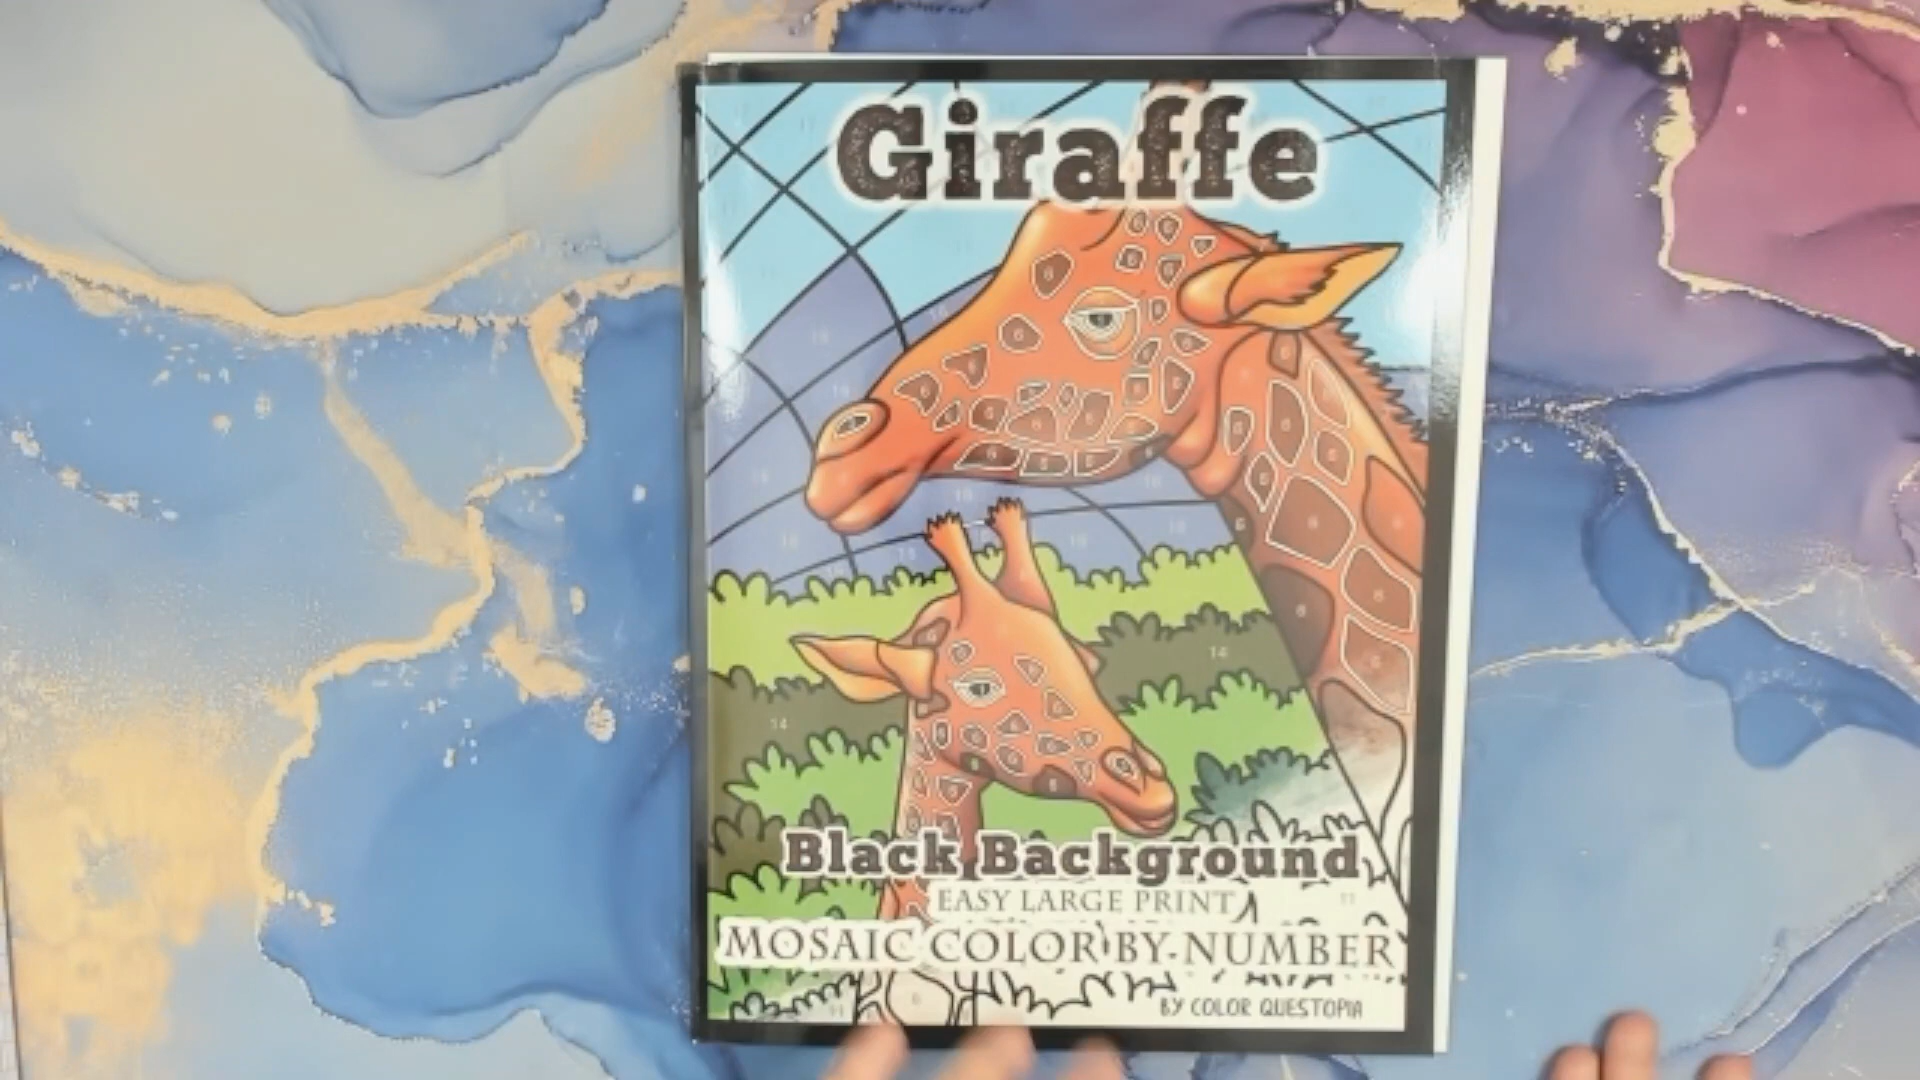 Giraffe
Black Background
EASY LARGE PRINT
MOSAIC COLOR BY NUMBER
BY COLOR QUESTOPIA